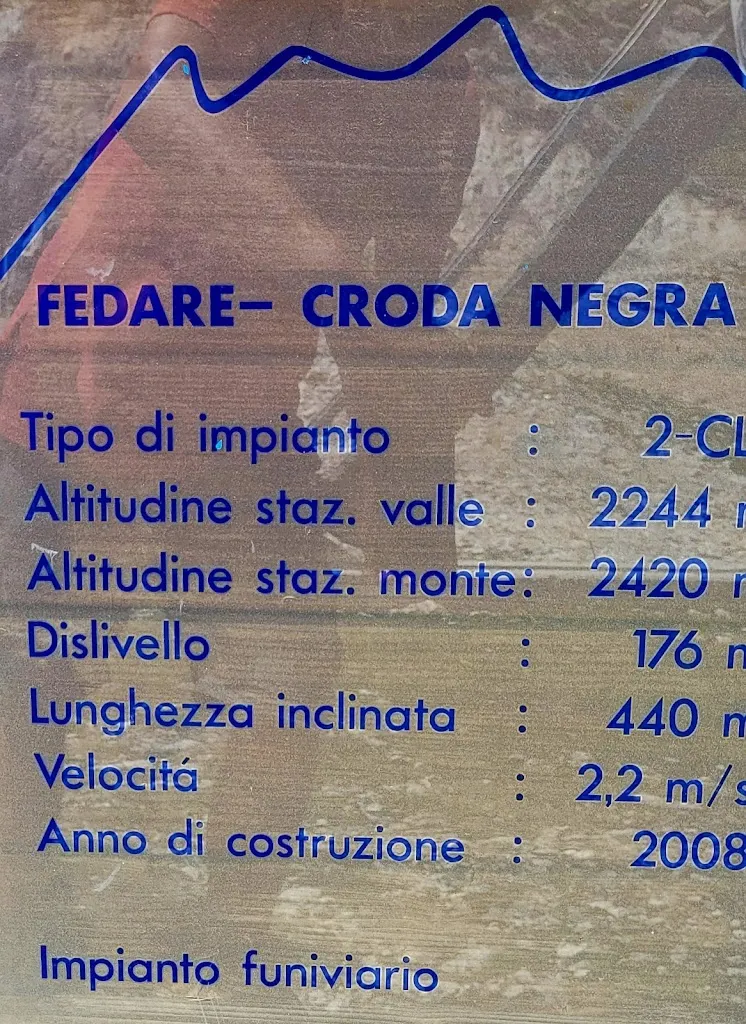 FEDARE– CRODA NEGRA
Tipo di impianto : 2-CL
Altitudine staz. valle : 2244 m
Altitudine staz. monte: 2420 m
Dislivello : 176 m
Lunghezza inclinata : 440 m
Velocitá : 2,2 m/s
Anno di costruzione : 2008
Impianto funiviario